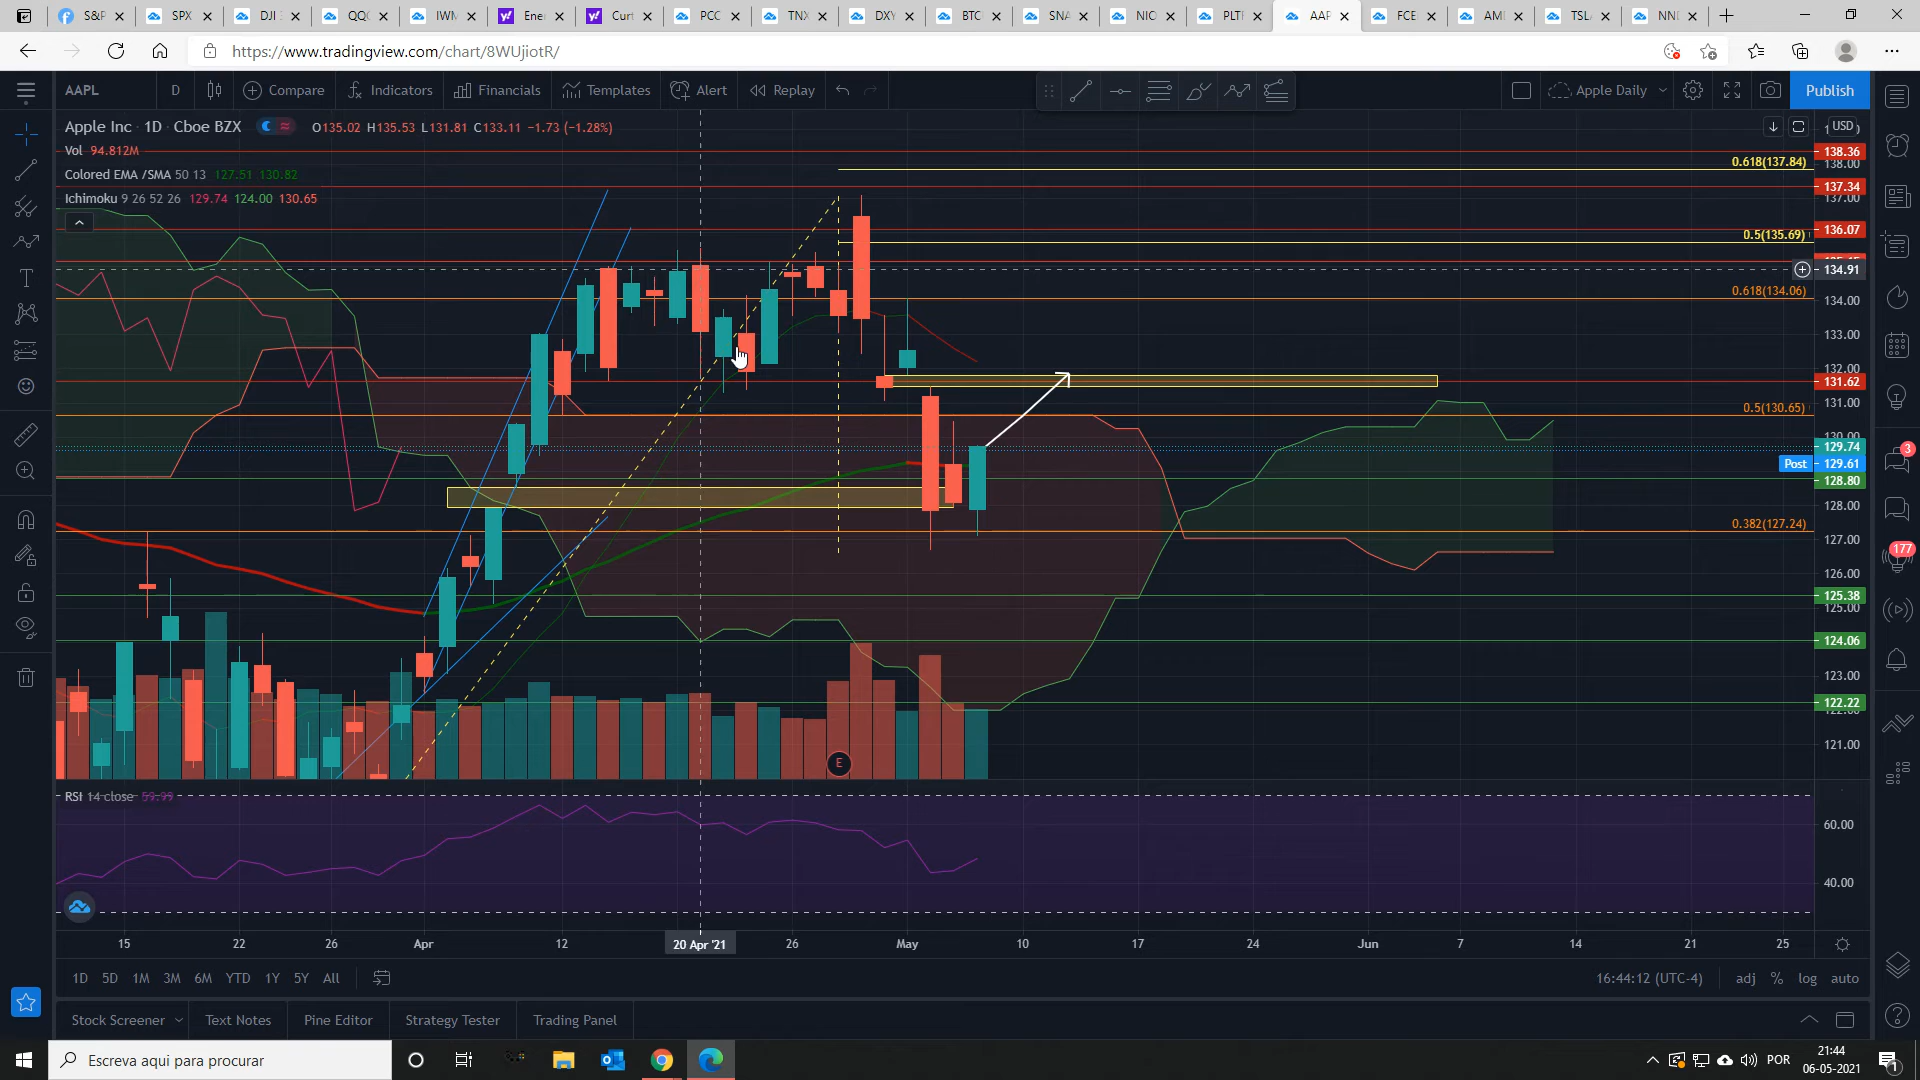 S&P
SPX
DJI
QQQ
IWM
Ene
Curt
PCC
TNX
DXY
BTC
SNA
NIO
PLTR
AAP
FCE
AMI
TSL
NNI
https://www.tradingview.com/chart/8WUjiotR/
AAPL
D
Compare
Indicators
Financials
Templates
Alert
Replay
Apple Daily
Publish
Apple Inc · 1D · Cboe BZX
O135.02 H135.53 L131.81 C133.11 −1.73 (−1.28%)
USD
Vol 94.812M
Colored EMA /SMA 50 13 127.51 130.82
Ichimoku 9 26 52 26 129.74 124.00 130.65
138.36
0.618(137.84)
138.00
137.34
137.00
136.07
0.5(135.69)
134.91
0.618(134.06)
134.00
133.00
132.00
131.62
131.00
0.5(130.65)
130.00
129.74
Post 129.61
128.80
128.00
0.382(127.24)
127.00
126.00
125.38
125.00
124.06
123.00
122.22
121.00
E
RSI 14 close 59.99
60.00
40.00
15
22
26
Apr
12
20 Apr '21
26
May
10
17
24
Jun
7
14
21
25
1D 5D 1M 3M 6M YTD 1Y 5Y All
16:44:12 (UTC-4)
adj % log auto
3
177
Stock Screener
Text Notes
Pine Editor
Strategy Tester
Trading Panel
Escreva aqui para procurar
POR
21:44
06-05-2021
1